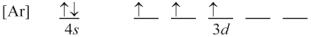 [Ar] ↑↓ ↑ ↑ ↑
4s 3d